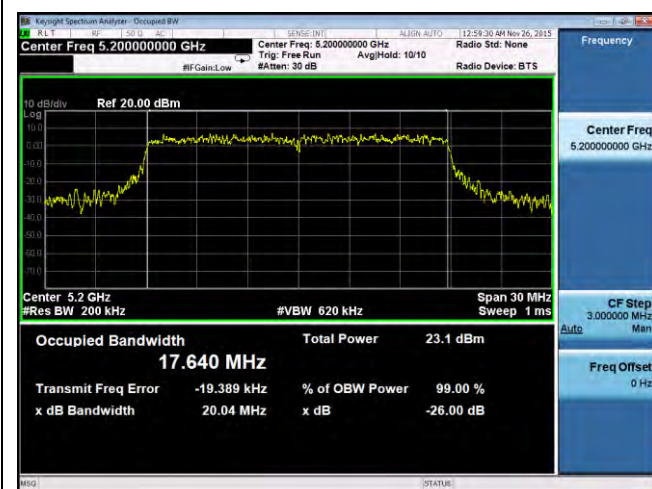 Keysight Spectrum Analyzer - Occupied BW
RLT RF 50 Ω AC SENSE:INT ALIGN AUTO 12:59:30 AM Nov 26, 2015
Center Freq 5.200000000 GHz Center Freq: 5.200000000 GHz Radio Std: None Frequency
Trig: Free Run Avg|Hold: 10/10
#IFGain:Low #Atten: 30 dB Radio Device: BTS
10 dB/div Ref 20.00 dBm
Log
10.0
0.00
-10.0
-20.0
-30.0
-40.0
-50.0
-60.0
-70.0
Center Freq
5.200000000 GHz
Center 5.2 GHz Span 30 MHz
#Res BW 200 kHz #VBW 620 kHz Sweep 1 ms
CF Step
3.000000 MHz
Auto Man
Occupied Bandwidth Total Power 23.1 dBm
17.640 MHz
Freq Offset
0 Hz
Transmit Freq Error -19.389 kHz % of OBW Power 99.00 %
x dB Bandwidth 20.04 MHz x dB -26.00 dB
MSG STATUS